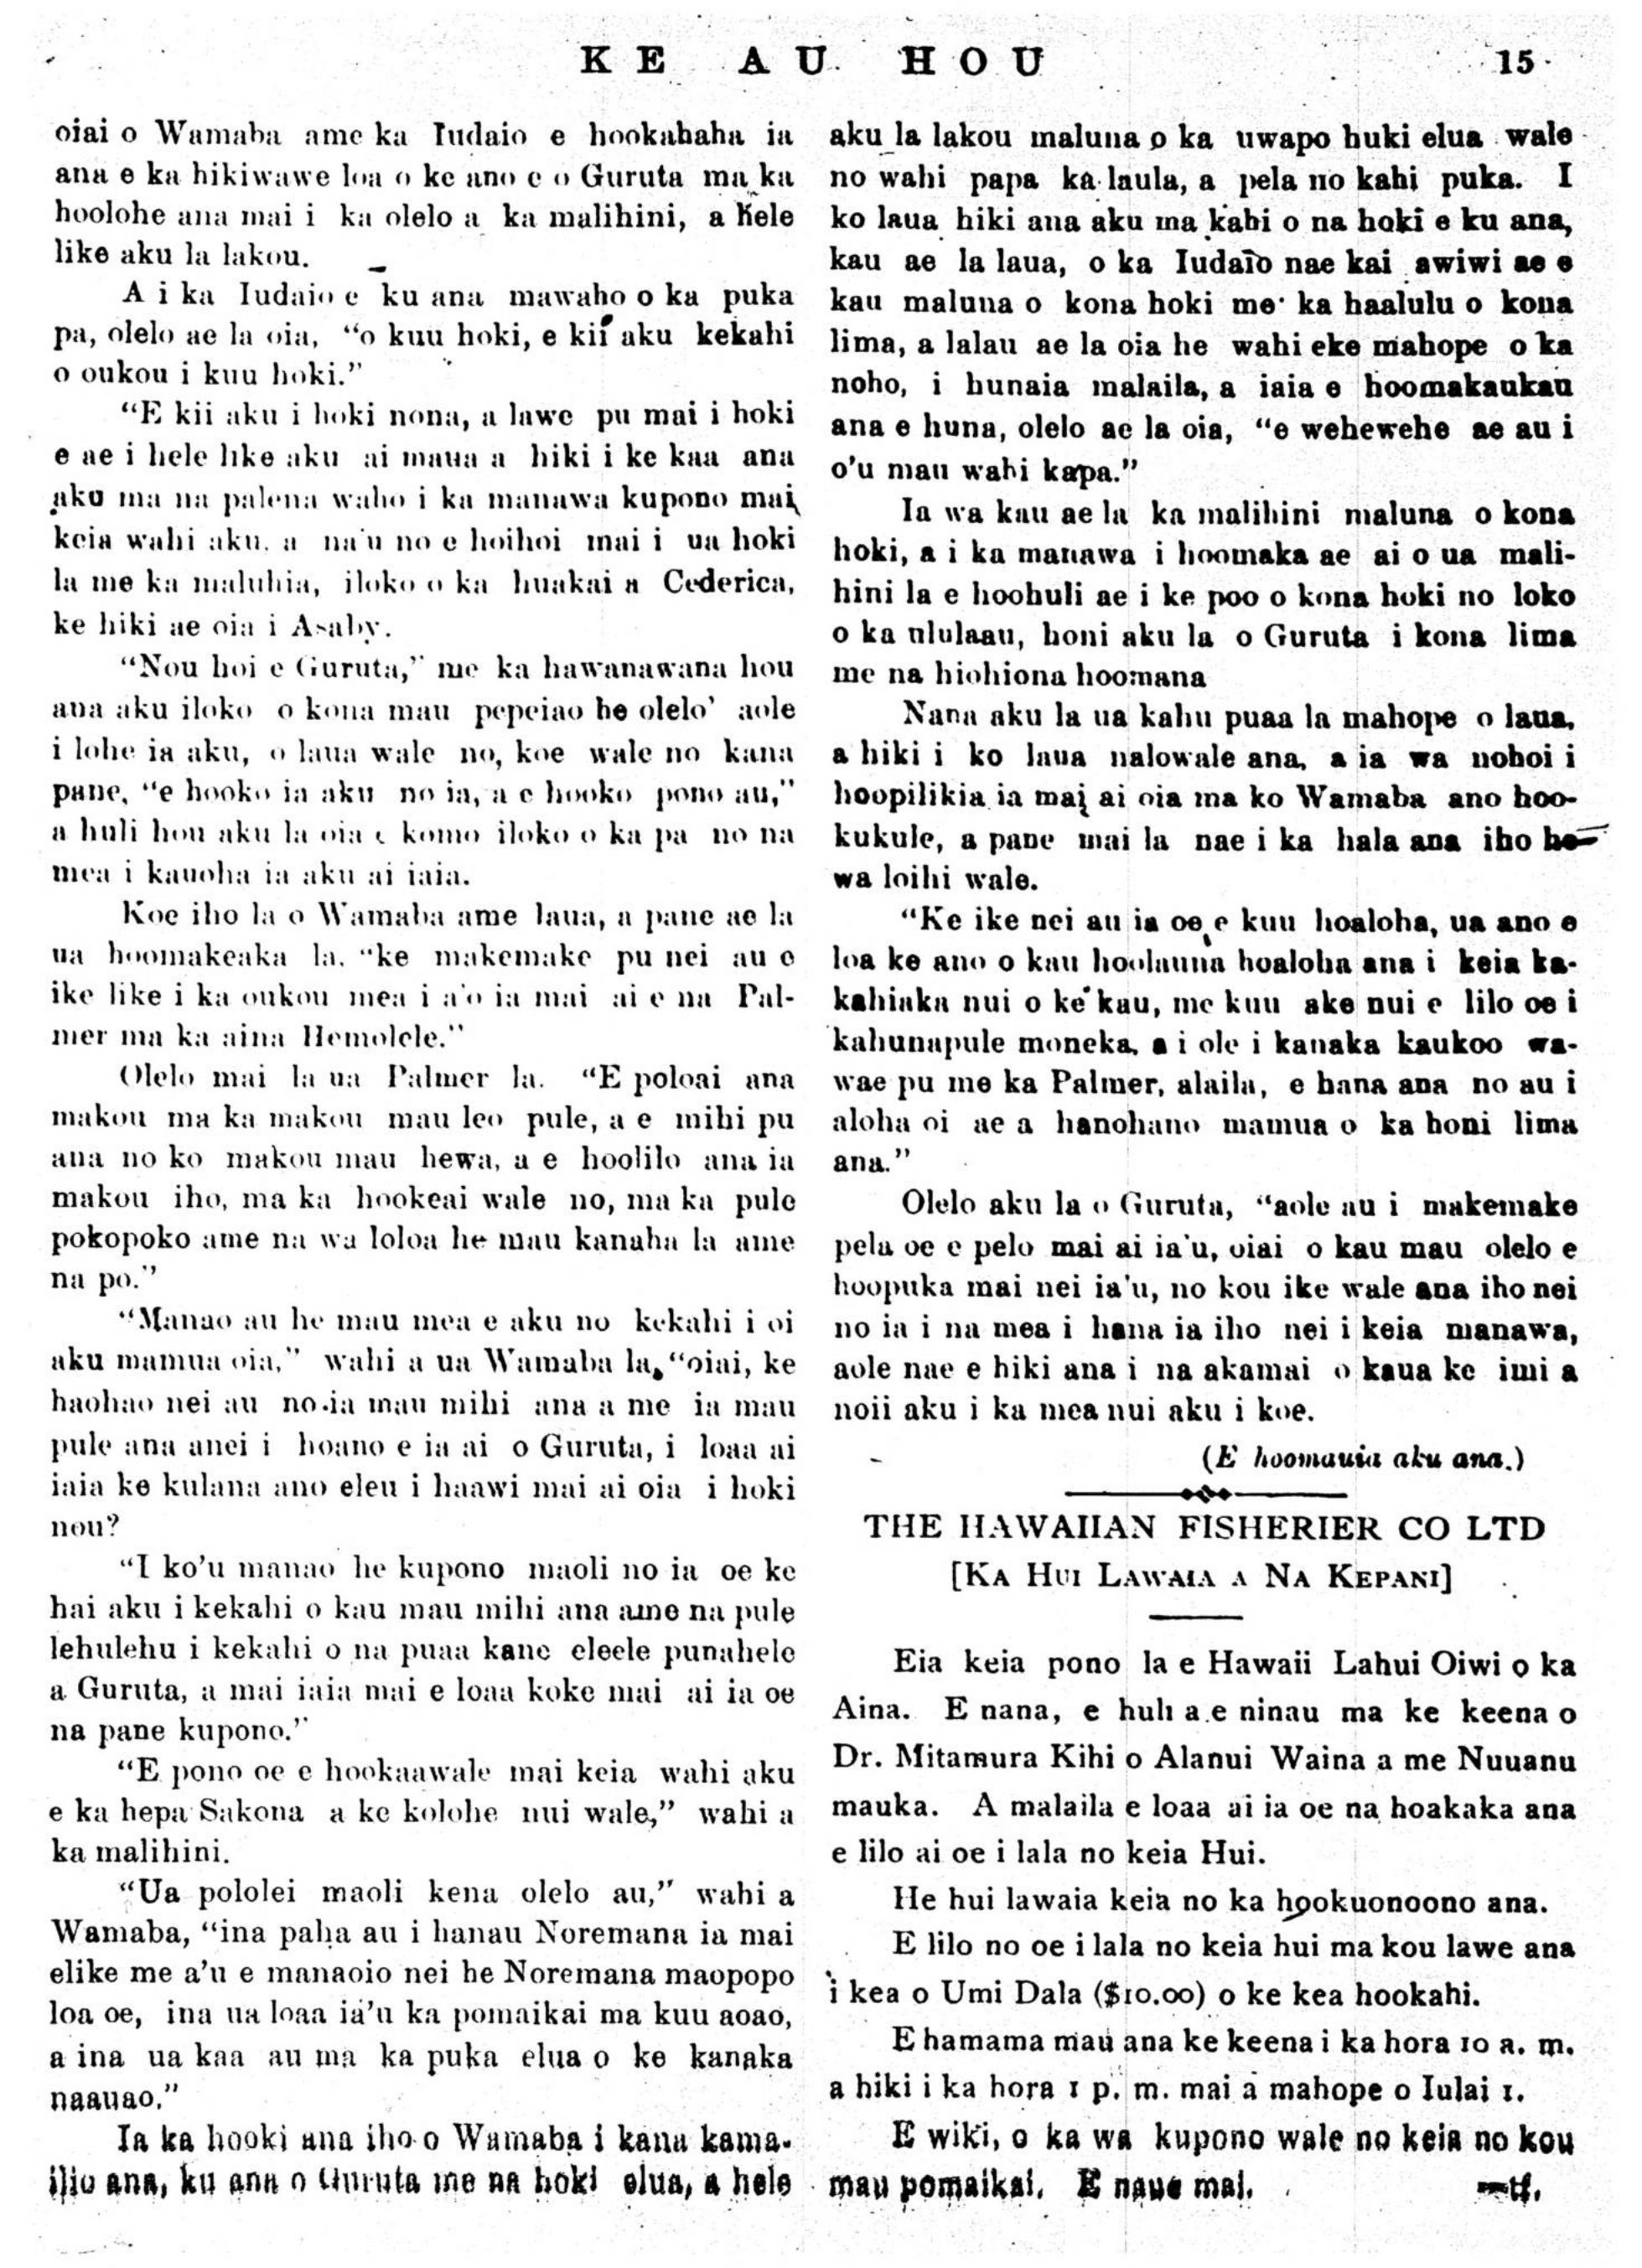 KE AU HOU
15
oiai o Wamaba ame ka Iudaio e hookahaha ia
ana e ka hikiwawe loa o ke ano e o Guruta ma ka
hoolohe ana mai i ka olelo a ka malihini, a hele
like aku la lakou.
A i ka Iudaio e ku ana mawaho o ka puka
pa, olelo ae la oia, “o kuu hoki, e kii aku kekahi
o oukou i kuu hoki.”
“E kii aku i hoki nona, a lawe pu mai i hoki
e ae i hele like aku ai maua a hiki i ke kaa ana
aku ma na palena waho i ka manawa kupono mai
keia wahi aku, a na'u no e hoihoi mai i ua hoki
la me ka maluhia, iloko o ka huakai a Cederica,
ke hiki ae oia i Asaby.
“Nou hoi e Guruta,” me ka hawanawana hou
ana aku iloko o kona mau pepeiao he olelo' aole
i lohe ia aku, o laua wale no, koe wale no kana
pane, “e hooko ia aku no ia, a e hooko pono au,”
a huli hou aku la oia e komo iloko o ka pa no na
mea i kauoha ia aku ai iaia.
Koe iho la o Wamaba ame laua, a pane ae la
ua hoomakeaka la. “ke makemake pu nei au e
ike like i ka oukou mea i a'o ia mai ai e na Pal-
mer ma ka aina Hemolele.”
Olelo mai la ua Palmer la. “E poloai ana
makou ma ka makou mau leo pule, a e mihi pu
ana no ko makou mau hewa, a e hoolilo ana ia
makou iho, ma ka hookeai wale no, ma ka pule
pokopoko ame na wa loloa he mau kanaha la ame
na po.”
“Manao au he mau mea e aku no kekahi i oi
aku mamua oia,” wahi a ua Wamaba la, “oiai, ke
haohao nei au no ia mau mihi ana a me ia mau
pule ana anei i hoano e ia ai o Guruta, i loaa ai
iaia ke kulana ano eleu i haawi mai ai oia i hoki
nou?
“I ko'u manao he kupono maoli no ia oe ke
hai aku i kekahi o kau mau mihi ana ame na pule
lehulehu i kekahi o na puaa kane eleele punahele
a Guruta, a mai iaia mai e loaa koke mai ai ia oe
na pane kupono.”
“E pono oe e hookaawale mai keia wahi aku
e ka hepa Sakona a ke kolohe nui wale,” wahi a
ka malihini.
“Ua pololei maoli kena olelo au,” wahi a
Wamaba, “ina paha au i hanau Noremana ia mai
elike me a'u e manaoio nei he Noremana maopopo
loa oe, ina ua loaa ia'u ka pomaikai ma kuu aoao,
a ina ua kaa au ma ka puka elua o ke kanaka
naauao.”
Ia ka hooki ana iho o Wamaba i kana kama-
ilio ana, ku ana o Guruta me na hoki elua, a hele
aku la lakou maluna o ka uwapo huki elua wale
no wahi papa ka laula, a pela no kahi puka. I
ko laua hiki ana aku ma kahi o na hoki e ku ana,
kau ae la laua, o ka Iudaio nae kai awiwi ae e
kau maluna o kona hoki me ka haalulu o kona
lima, a lalau ae la oia he wahi eke mahope o ka
noho, i hunaia malaila, a iaia e hoomakaukau
ana e huna, olelo ae la oia, “e wehewehe ae au i
o'u mau wahi kapa.”
Ia wa kau ae la ka malihini maluna o kona
hoki, a i ka manawa i hoomaka ae ai o ua mali-
hini la e hoohuli ae i ke poo o kona hoki no loko
o ka ululaau, honi aku la o Guruta i kona lima
me na hiohiona hoomana
Nana aku la ua kahu puaa la mahope o laua,
a hiki i ko laua nalowale ana, a ia wa nohoi i
hoopilikia ia mai ai oia ma ko Wamaba ano hoo-
kukule, a pane mai la nae i ka hala ana iho he
wa loihi wale.
“Ke ike nei au ia oe e kuu hoaloha, ua ano e
loa ke ano o kau hoolauna hoaloha ana i keia ka-
kahiaka nui o ke kau, me kuu ake nui e lilo oe i
kahunapule moneka, a i ole i kanaka kaukoo wa-
wae pu me ka Palmer, alaila, e hana ana no au i
aloha oi ae a hanohano mamua o ka honi lima
ana.”
Olelo aku la o Guruta, “aole au i makemake
pela oe e pelo mai ai ia'u, oiai o kau mau olelo e
hoopuka mai nei ia'u, no kou ike wale ana iho nei
no ia i na mea i hana ia iho nei i keia manawa,
aole nae e hiki ana i na akamai o kaua ke imi a
noii aku i ka mea nui aku i koe.
(E hoomauia aku ana.)
THE HAWAIIAN FISHERIER CO LTD
[KA HUI LAWAIA A NA KEPANI]
Eia keia pono la e Hawaii Lahui Oiwi o ka
Aina. E nana, e huli a e ninau ma ke keena o
Dr. Mitamura Kihi o Alanui Waina a me Nuuanu
mauka. A malaila e loaa ai ia oe na hoakaka ana
e lilo ai oe i lala no keia Hui.
He hui lawaia keia no ka hookuonoono ana.
E lilo no oe i lala no keia hui ma kou lawe ana
i kea o Umi Dala ($10.00) o ke kea hookahi.
E hamama mau ana ke keena i ka hora 10 a. m.
a hiki i ka hora 1 p. m. mai a mahope o Iulai 1.
E wiki, o ka wa kupono wale no keia no kou
mau pomaikai. E naue mai. —tf.